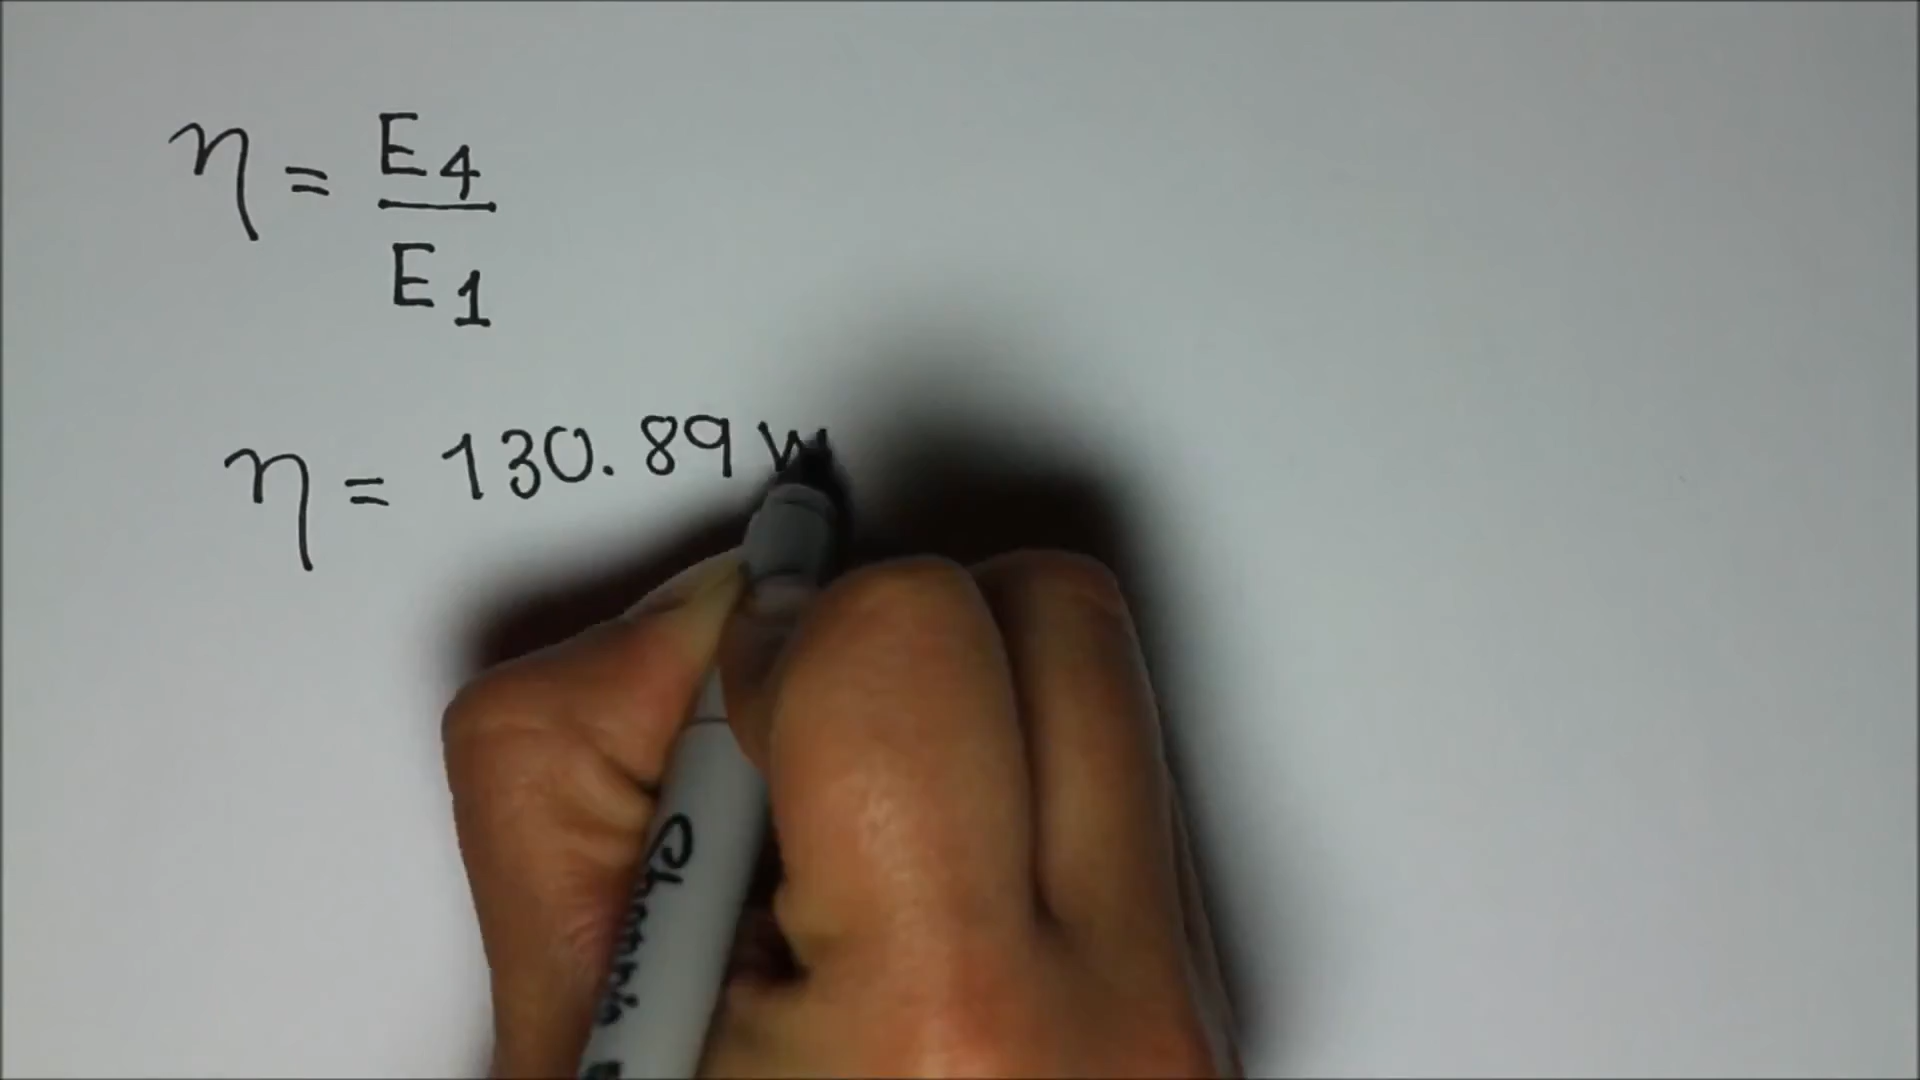 η = E4
E1
η = 130.89 W